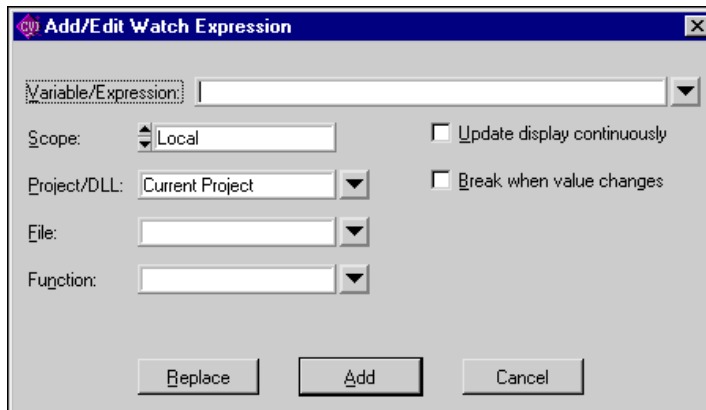 CVI Add/Edit Watch Expression
Variable/Expression:
Scope: Local Update display continuously
Project/DLL: Current Project Break when value changes
File:
Function:
Replace Add Cancel